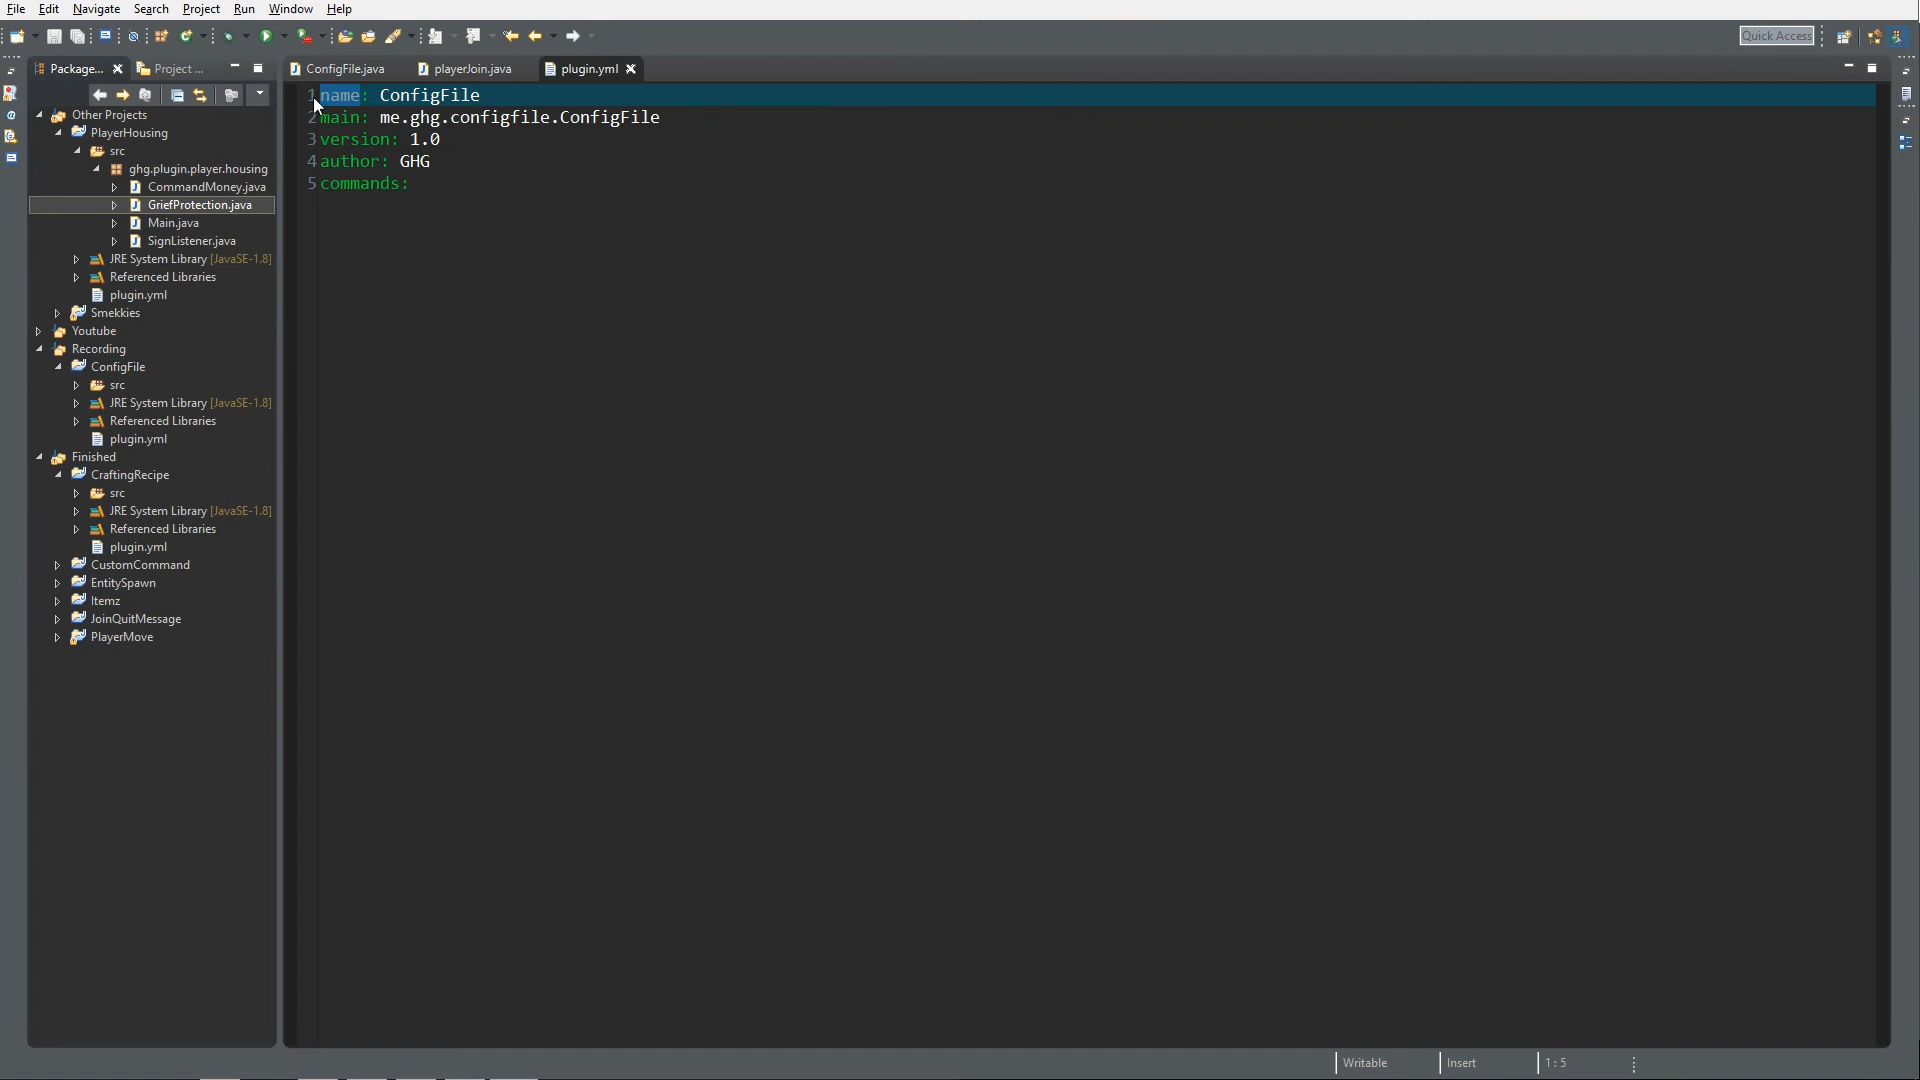 File Edit Navigate Search Project Run Window Help
Quick Access
Package... Project ... ConfigFile.java playerJoin.java plugin.yml
Other Projects
PlayerHousing
src
ghg.plugin.player.housing
CommandMoney.java
GriefProtection.java
Main.java
SignListener.java
JRE System Library [JavaSE-1.8]
Referenced Libraries
plugin.yml
Smekkies
Youtube
Recording
ConfigFile
src
JRE System Library [JavaSE-1.8]
Referenced Libraries
plugin.yml
Finished
CraftingRecipe
src
JRE System Library [JavaSE-1.8]
Referenced Libraries
plugin.yml
CustomCommand
EntitySpawn
Itemz
JoinQuitMessage
PlayerMove
1 name: ConfigFile
2 main: me.ghg.configfile.ConfigFile
3 version: 1.0
4 author: GHG
5 commands:
Writable Insert 1 : 5